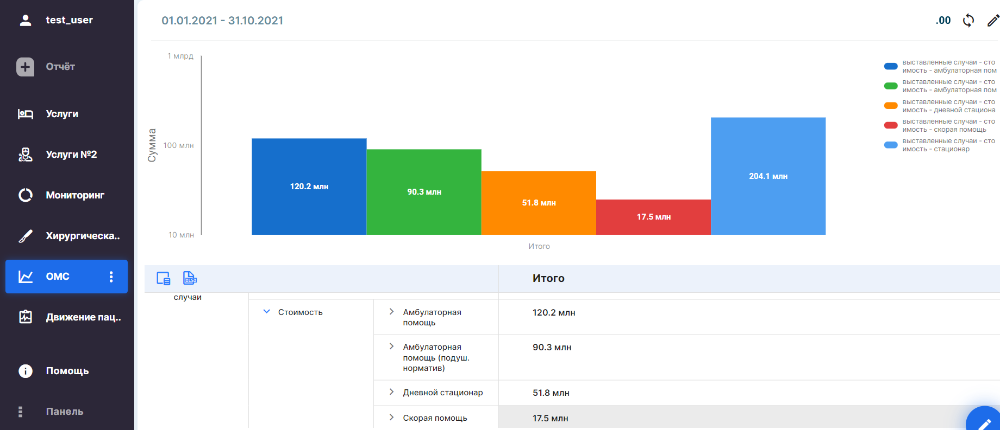 test_user
Отчёт
Услуги
Услуги №2
Мониторинг
Хирургическа..
ОМС
Движение пац..
Помощь
Панель
01.01.2021 - 31.10.2021
.00
1 млрд
100 млн
10 млн
Сумма
120.2 млн
90.3 млн
51.8 млн
17.5 млн
204.1 млн
Итого
выставленные случаи - сто
имость - амбулаторная пом
выставленные случаи - сто
имость - амбулаторная пом
выставленные случаи - сто
имость - дневной стациона
выставленные случаи - сто
имость - скорая помощь
выставленные случаи - сто
имость - стационар
XLSX
Итого
случаи
Стоимость
Амбулаторная
помощь
120.2 млн
Амбулаторная
помощь (подуш.
норматив)
90.3 млн
Дневной стационар
51.8 млн
Скорая помощь
17.5 млн